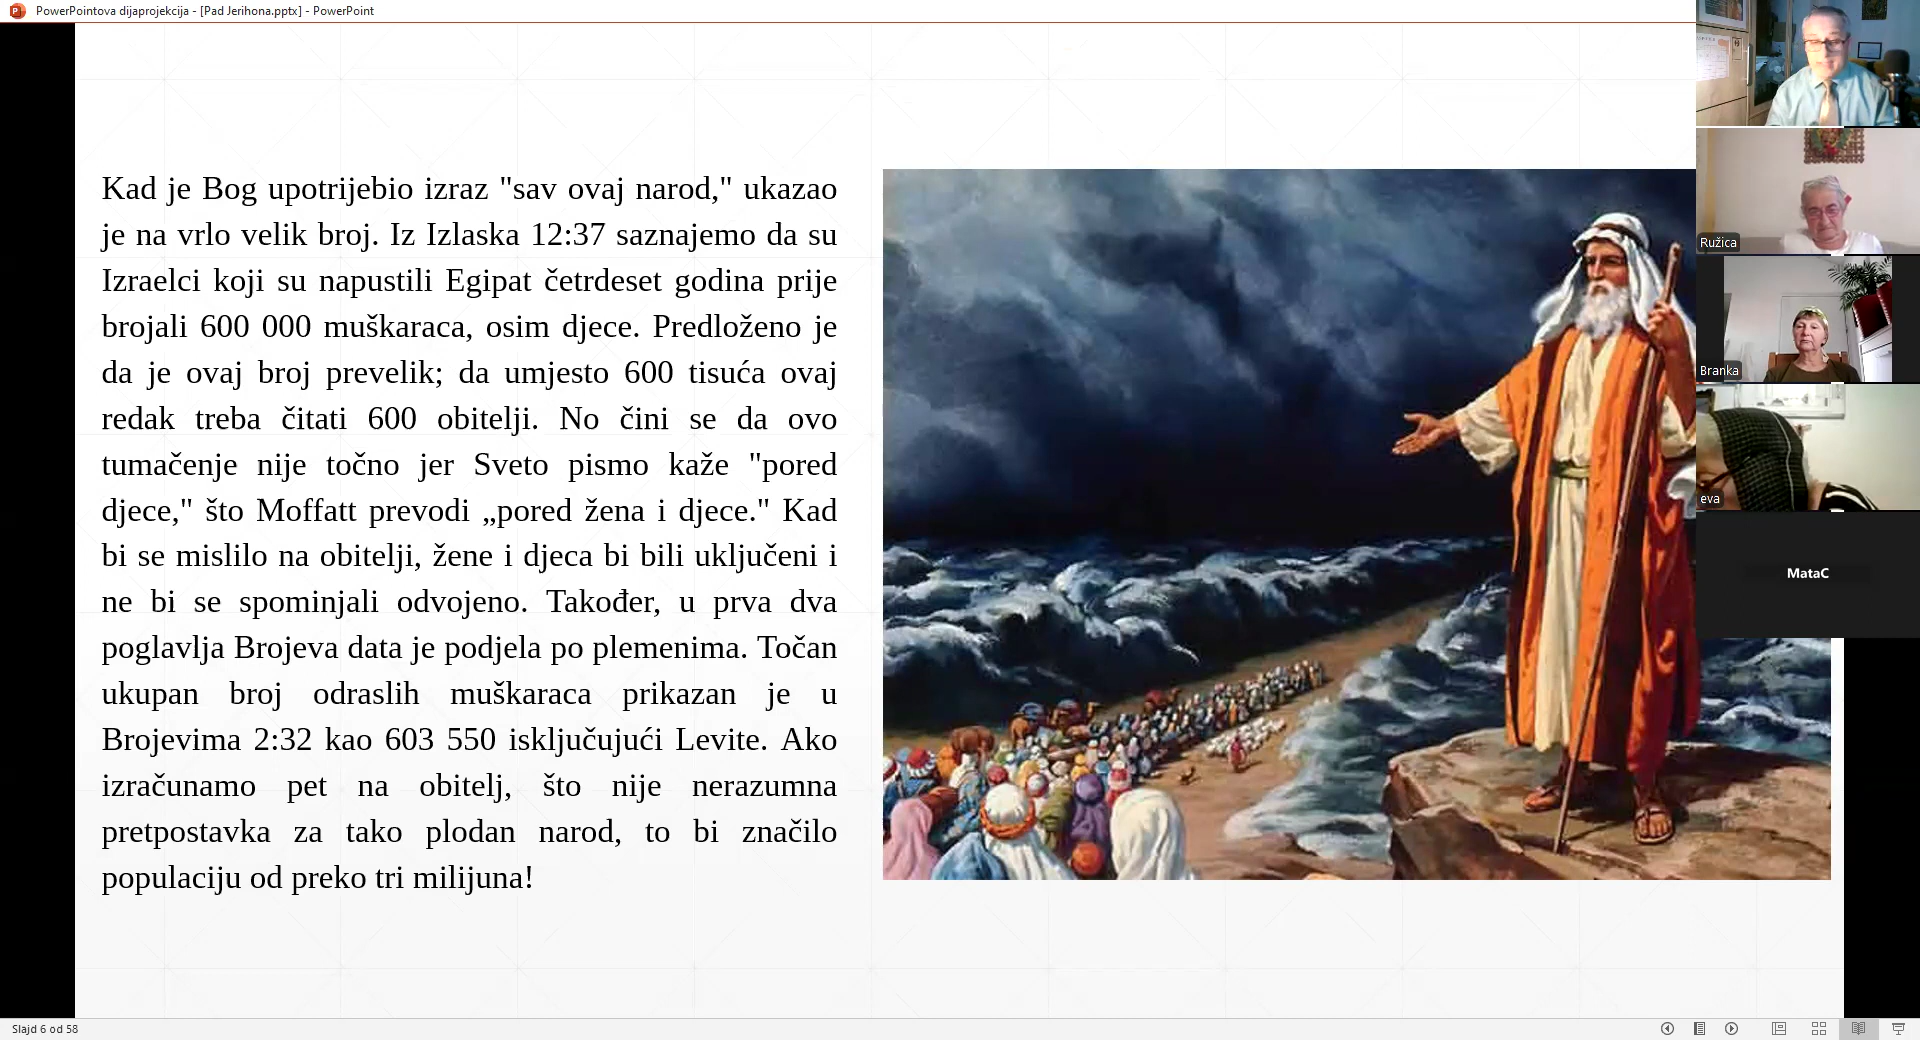 PowerPointova dijaprojekcija - [Pad Jerihona.pptx] - PowerPoint
Kad je Bog upotrijebio izraz "sav ovaj narod," ukazao
je na vrlo velik broj. Iz Izlaska 12:37 saznajemo da su
Izraelci koji su napustili Egipat četrdeset godina prije
brojali 600 000 muškaraca, osim djece. Predloženo je
da je ovaj broj prevelik; da umjesto 600 tisuća ovaj
redak treba čitati 600 obitelji. No čini se da ovo
tumačenje nije točno jer Sveto pismo kaže "pored
djece," što Moffatt prevodi „pored žena i djece." Kad
bi se mislilo na obitelji, žene i djeca bi bili uključeni i
ne bi se spominjali odvojeno. Također, u prva dva
poglavlja Brojeva data je podjela po plemenima. Točan
ukupan broj odraslih muškaraca prikazan je u
Brojevima 2:32 kao 603 550 isključujući Levite. Ako
izračunamo pet na obitelj, što nije nerazumna
pretpostavka za tako plodan narod, to bi značilo
populaciju od preko tri milijuna!
Ružica
Branka
eva
MataC
Slajd 6 od 58